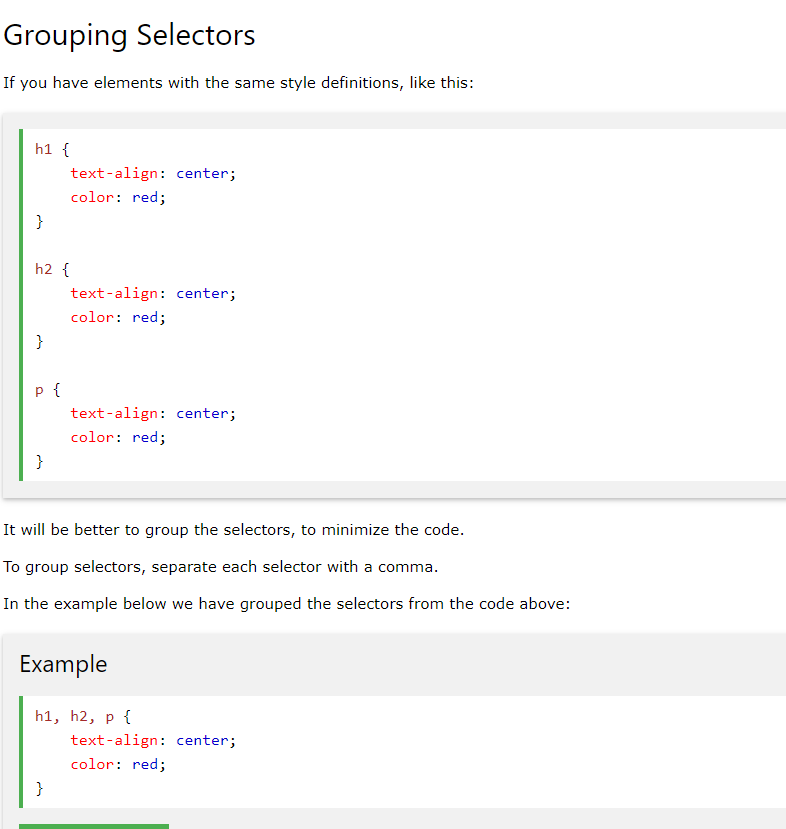 Grouping Selectors
If you have elements with the same style definitions, like this:
h1 {
    text-align: center;
    color: red;
}
h2 {
    text-align: center;
    color: red;
}
p {
    text-align: center;
    color: red;
}
It will be better to group the selectors, to minimize the code.
To group selectors, separate each selector with a comma.
In the example below we have grouped the selectors from the code above:
Example
h1, h2, p {
    text-align: center;
    color: red;
}